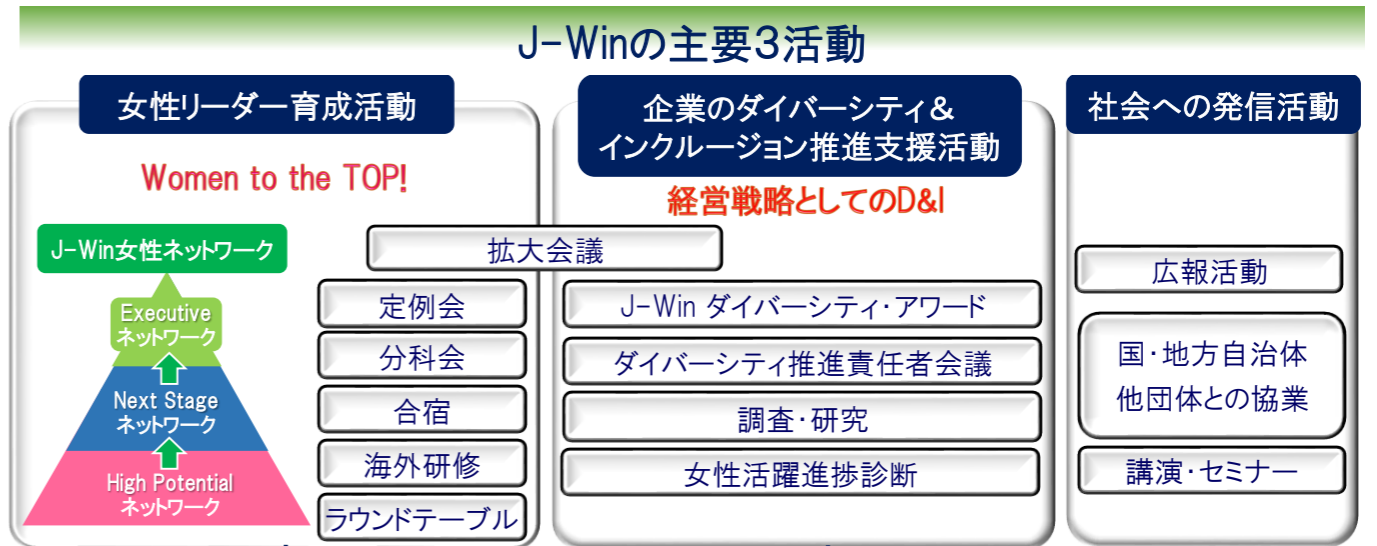 J-Winの主要3活動
女性リーダー育成活動
Women to the TOP!
J-Win女性ネットワーク
Executive
ネットワーク
Next Stage
ネットワーク
High Potential
ネットワーク
拡大会議
定例会
分科会
合宿
海外研修
ラウンドテーブル
企業のダイバーシティ&
インクルージョン推進支援活動
経営戦略としてのD&I
J-Win ダイバーシティ・アワード
ダイバーシティ推進責任者会議
調査・研究
女性活躍進捗診断
社会への発信活動
広報活動
国・地方自治体
他団体との協業
講演・セミナー